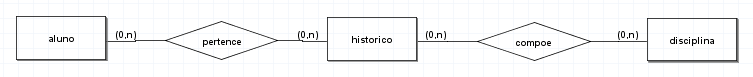 aluno (0,n) pertence (0,n) historico (0,n) compoe (0,n) disciplina